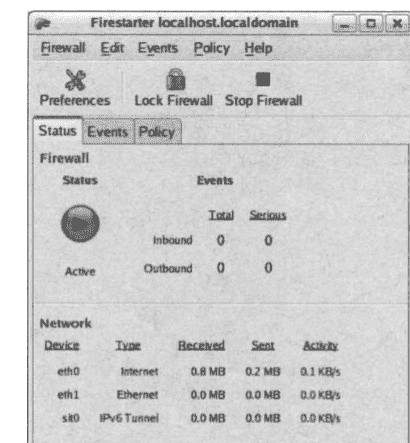 Firestarter localhost.localdomain
Firewall Edit Events Policy Help
Preferences Lock Firewall Stop Firewall
Status Events Policy
Firewall
Status Events
Total Serious
Inbound 0 0
Outbound 0 0
Active
Network
Device Type Received Sent Activity
eth0 Internet 0.8 MB 0.2 MB 0.1 KB/s
eth1 Ethernet 0.0 MB 0.0 MB 0.0 KB/s
sit0 IPv6 Tunnel 0.0 MB 0.0 MB 0.0 KB/s